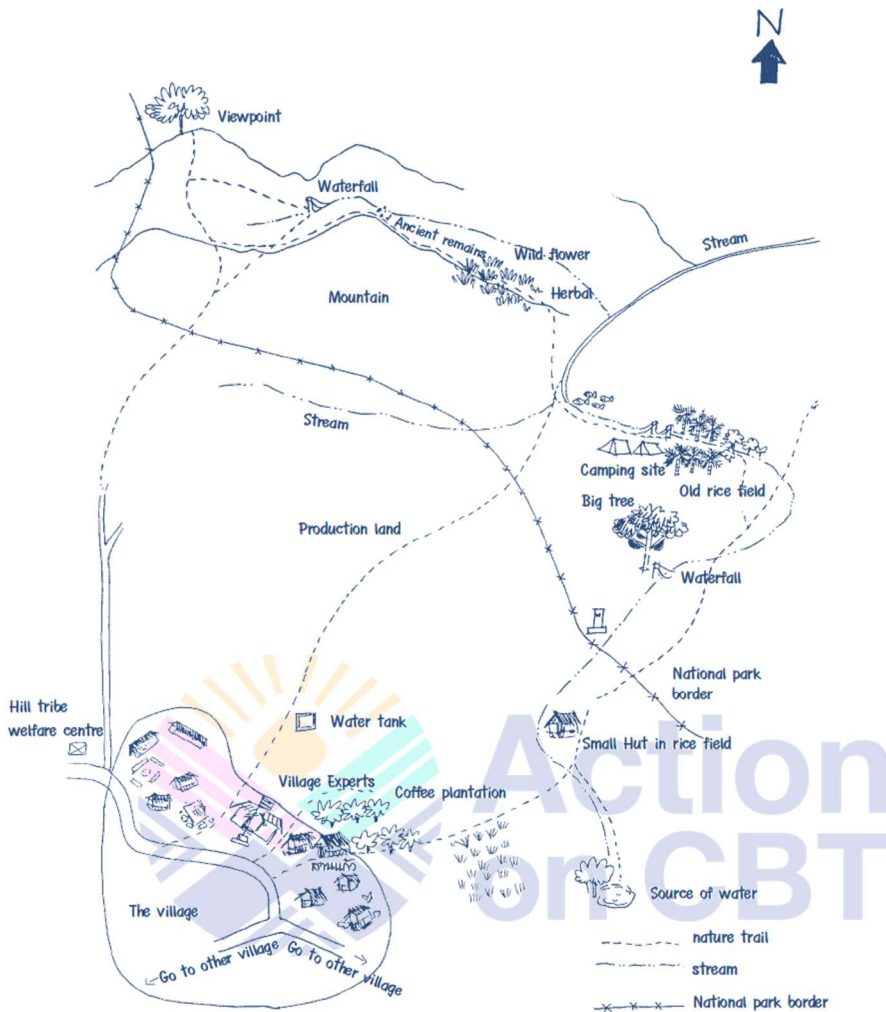 N
Viewpoint
Waterfall
Ancient remains
Wild flower
Stream
Herbal
Mountain
Stream
Camping site
Old rice field
Big tree
Production land
Waterfall
National park
border
Hill tribe
welfare centre
Water tank
Small Hut in rice field
Village Experts
Coffee plantation
Action
on CBT
The village
Source of water
Go to other village
Go to other village
nature trail
stream
National park border